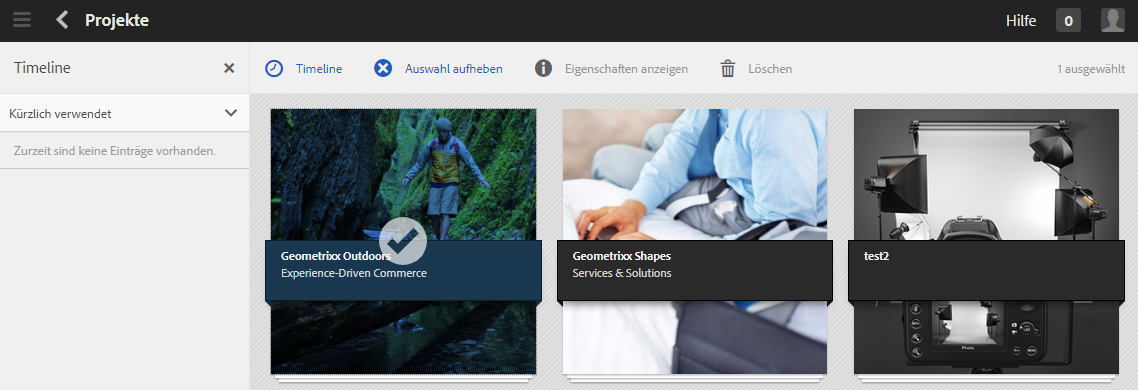 Projekte
Hilfe
0
Timeline
Timeline
Auswahl aufheben
Eigenschaften anzeigen
Löschen
1 ausgewählt
Kürzlich verwendet
Zurzeit sind keine Einträge vorhanden.
Geometrixx Outdoors
Experience-Driven Commerce
Geometrixx Shapes
Services & Solutions
test2
Photo